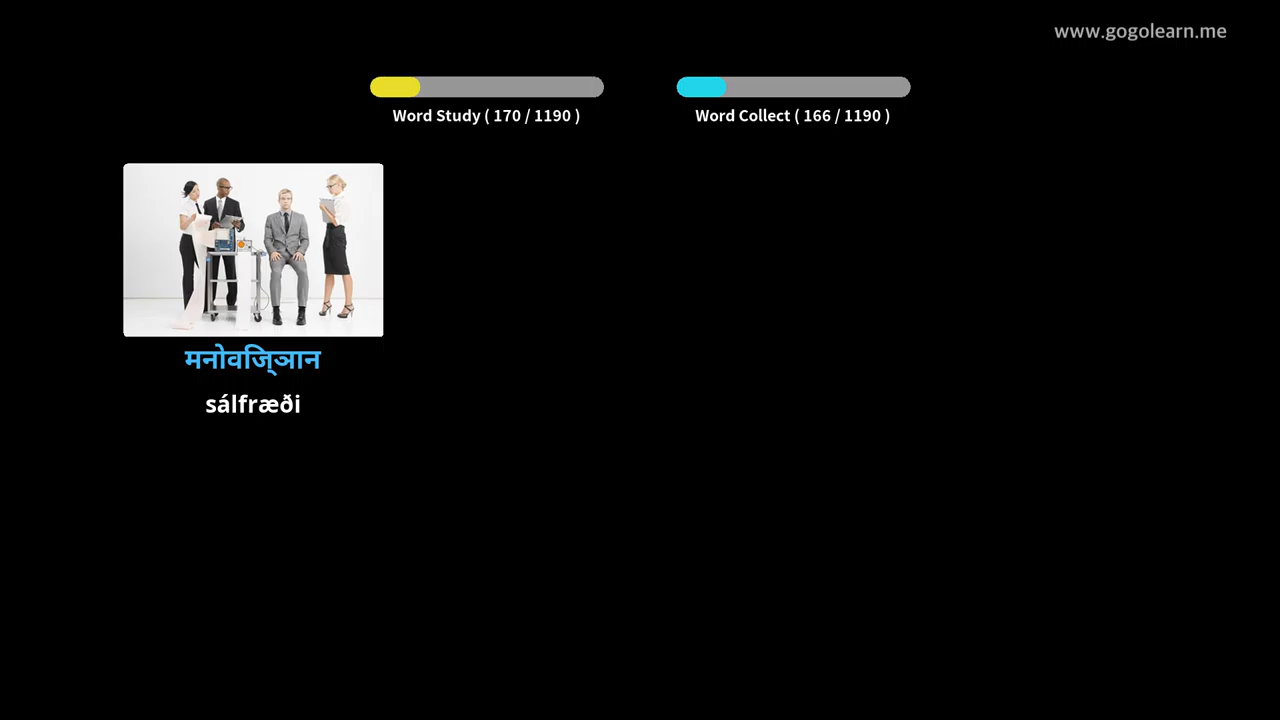 www.gogolearn.me
Word Study ( 170 / 1190 )
Word Collect ( 166 / 1190 )
मनोवज्ञिान
sálfræði